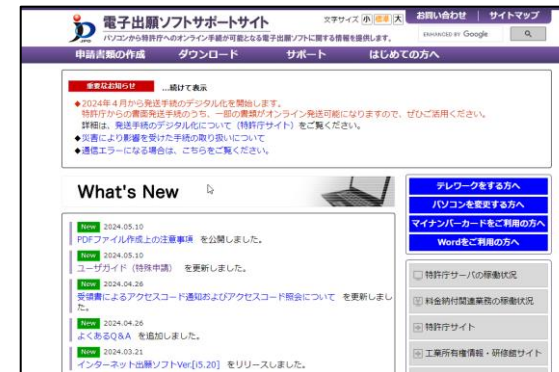 電子出願ソフトサポートサイト
パソコンから特許庁へのオンライン手続が可能となる電子出願ソフトに関する情報を提供します。
文字サイズ 小 標準 大
お問い合わせ サイトマップ
ENHANCED BY Google
申請書類の作成 ダウンロード サポート はじめての方へ
重要なお知らせ …続けて表示
◆2024年4月から発送手続のデジタル化を開始します。
特許庁からの書面発送手続のうち、一部の書類がオンライン発送可能になりますので、ぜひご活用ください。
詳細は、発送手続のデジタル化について（特許庁サイト）をご覧ください。
◆災害により影響を受けた手続の取り扱いについて
◆通信エラーになる場合は、こちらをご覧ください。
What's New
New 2024.05.10
PDFファイル作成上の注意事項 を公開しました。
New 2024.05.10
ユーザガイド（特殊申請） を更新しました。
New 2024.04.26
受領書によるアクセスコード通知およびアクセスコード照会について を更新しまし
た。
New 2024.04.26
よくあるQ&A を追加しました。
New 2024.03.21
インターネット出願ソフトVer.[i5.20] をリリースしました。
テレワークをする方へ
パソコンを変更する方へ
マイナンバーカードをご利用の方へ
Wordをご利用の方へ
特許庁サーバの稼働状況
料金納付関連業務の稼働状況
特許庁サイト
工業所有権情報・研修館サイト